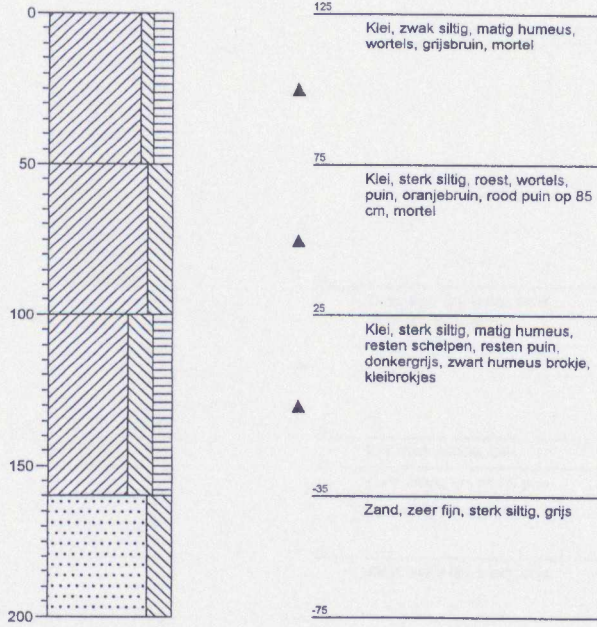 0
125
Klei, zwak siltig, matig humeus,
wortels, grijsbruin, mortel
50
75
Klei, sterk siltig, roest, wortels,
puin, oranjebruin, rood puin op 85
cm, mortel
100
25
Klei, sterk siltig, matig humeus,
resten schelpen, resten puin,
donkergrijs, zwart humeus brokje,
kleibrokjes
150
-35
Zand, zeer fijn, sterk siltig, grijs
200
-75